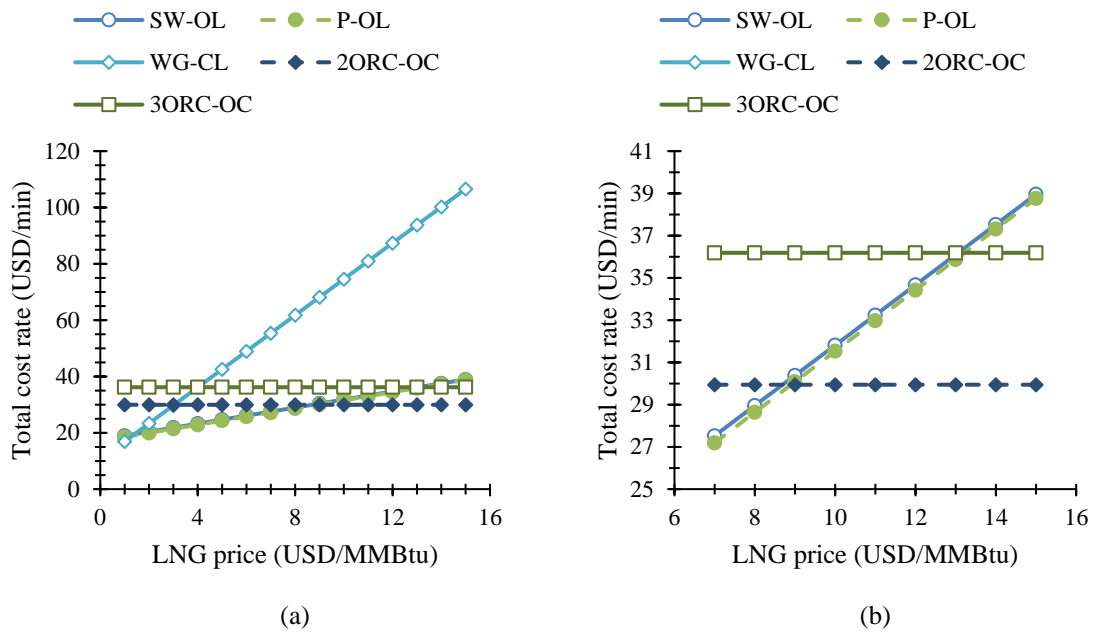 SW-OL P-OL
WG-CL 2ORC-OC
3ORC-OC
Total cost rate (USD/min)
120
100
80
60
40
20
0
0 4 8 12 16
LNG price (USD/MMBtu)
(a)
SW-OL P-OL
WG-CL 2ORC-OC
3ORC-OC
Total cost rate (USD/min)
41
39
37
35
33
31
29
27
25
6 8 10 12 14 16
LNG price (USD/MMBtu)
(b)